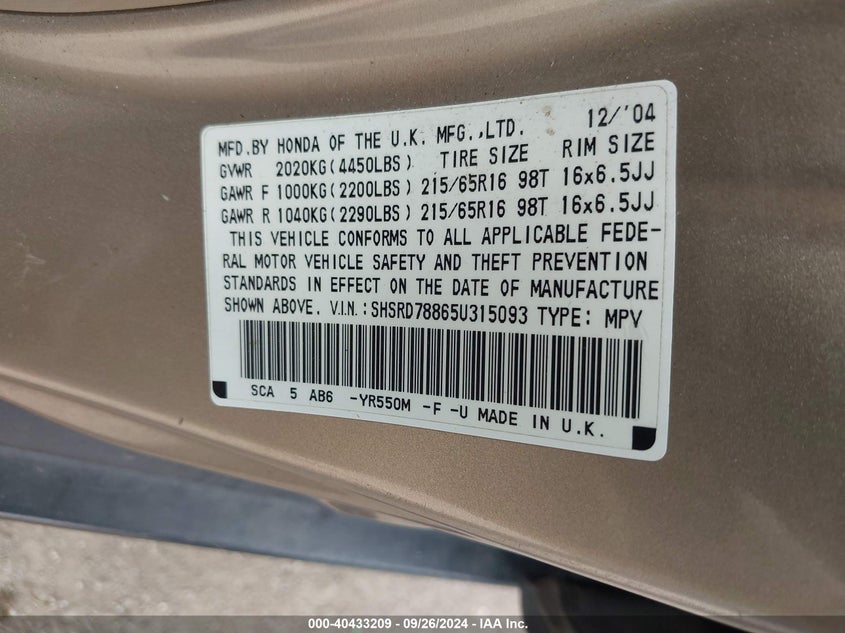 MFD.BY HONDA OF THE U.K. MFG.,LTD. 12/'04
GVWR 2020KG(4450LBS) TIRE SIZE RIM SIZE
GAWR F 1000KG(2200LBS) 215/65R16 98T 16x6.5JJ
GAWR R 1040KG(2290LBS) 215/65R16 98T 16x6.5JJ
THIS VEHICLE CONFORMS TO ALL APPLICABLE FEDE-
RAL MOTOR VEHICLE SAFETY AND THEFT PREVENTION
STANDARDS IN EFFECT ON THE DATE OF MANUFACTURE
SHOWN ABOVE. V.I.N.: SHSRD78865U315093 TYPE: MPV
SCA 5 AB6 -YR550M -F -U MADE IN U.K.
000-40433209 - 09/26/2024 - IAA Inc.